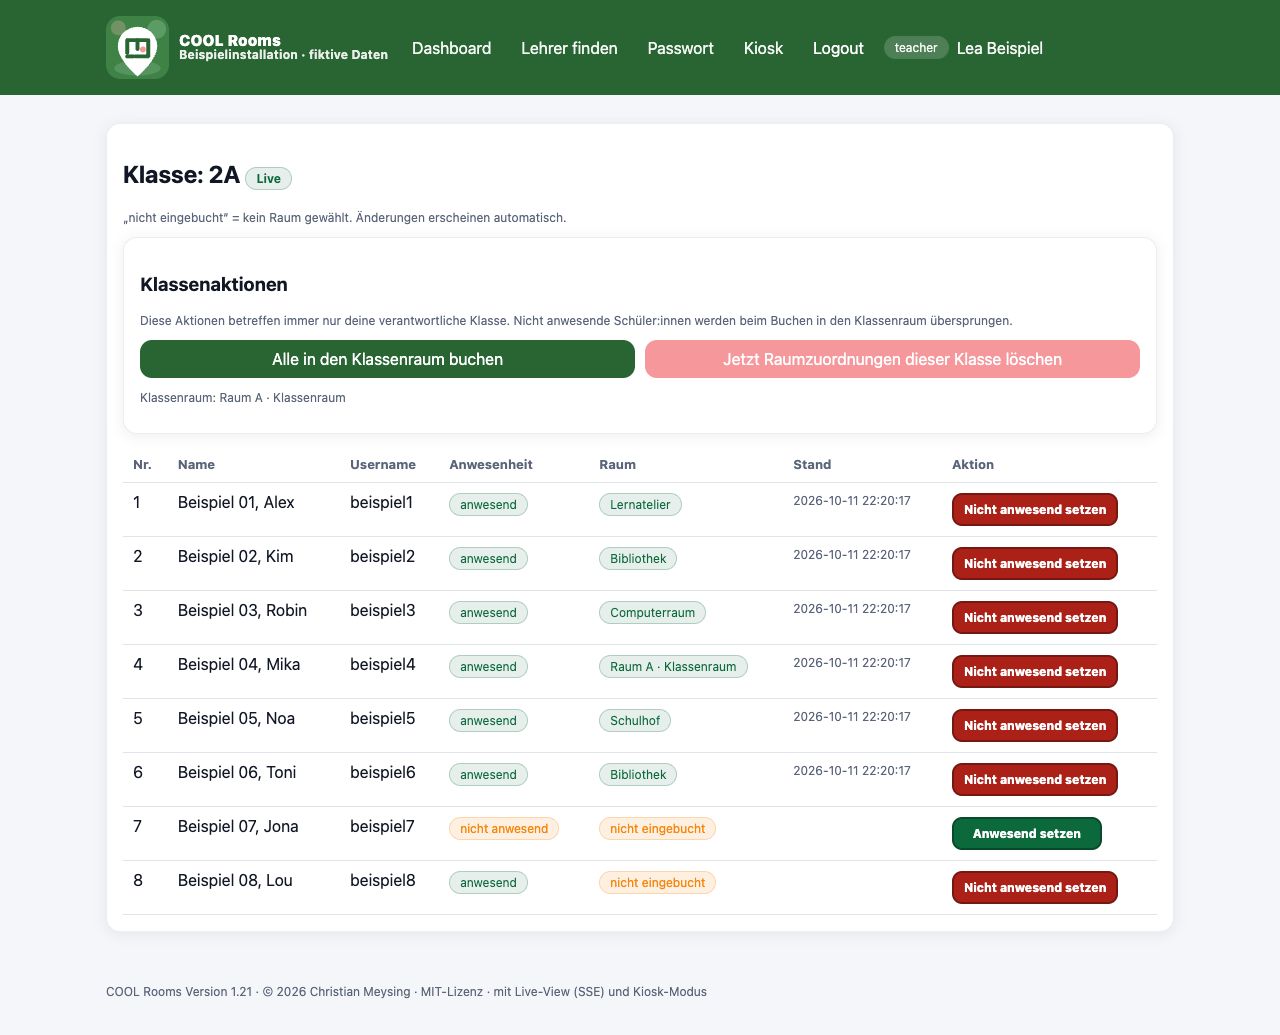 COOL Rooms
Beispielinstallation · fiktive Daten
Dashboard Lehrer finden Passwort Kiosk Logout teacher Lea Beispiel
Klasse: 2A Live
„nicht eingebucht“ = kein Raum gewählt. Änderungen erscheinen automatisch.
Klassenaktionen
Diese Aktionen betreffen immer nur deine verantwortliche Klasse. Nicht anwesende Schüler:innen werden beim Buchen in den Klassenraum übersprungen.
Alle in den Klassenraum buchen Jetzt Raumzuordnungen dieser Klasse löschen
Klassenraum: Raum A · Klassenraum
Nr. Name Username Anwesenheit Raum Stand Aktion
1 Beispiel 01, Alex beispiel1 anwesend Lernatelier 2026-10-11 22:20:17 Nicht anwesend setzen
2 Beispiel 02, Kim beispiel2 anwesend Bibliothek 2026-10-11 22:20:17 Nicht anwesend setzen
3 Beispiel 03, Robin beispiel3 anwesend Computerraum 2026-10-11 22:20:17 Nicht anwesend setzen
4 Beispiel 04, Mika beispiel4 anwesend Raum A · Klassenraum 2026-10-11 22:20:17 Nicht anwesend setzen
5 Beispiel 05, Noa beispiel5 anwesend Schulhof 2026-10-11 22:20:17 Nicht anwesend setzen
6 Beispiel 06, Toni beispiel6 anwesend Bibliothek 2026-10-11 22:20:17 Nicht anwesend setzen
7 Beispiel 07, Jona beispiel7 nicht anwesend nicht eingebucht Anwesend setzen
8 Beispiel 08, Lou beispiel8 anwesend nicht eingebucht Nicht anwesend setzen
COOL Rooms Version 1.21 · © 2026 Christian Meysing · MIT-Lizenz · mit Live-View (SSE) und Kiosk-Modus